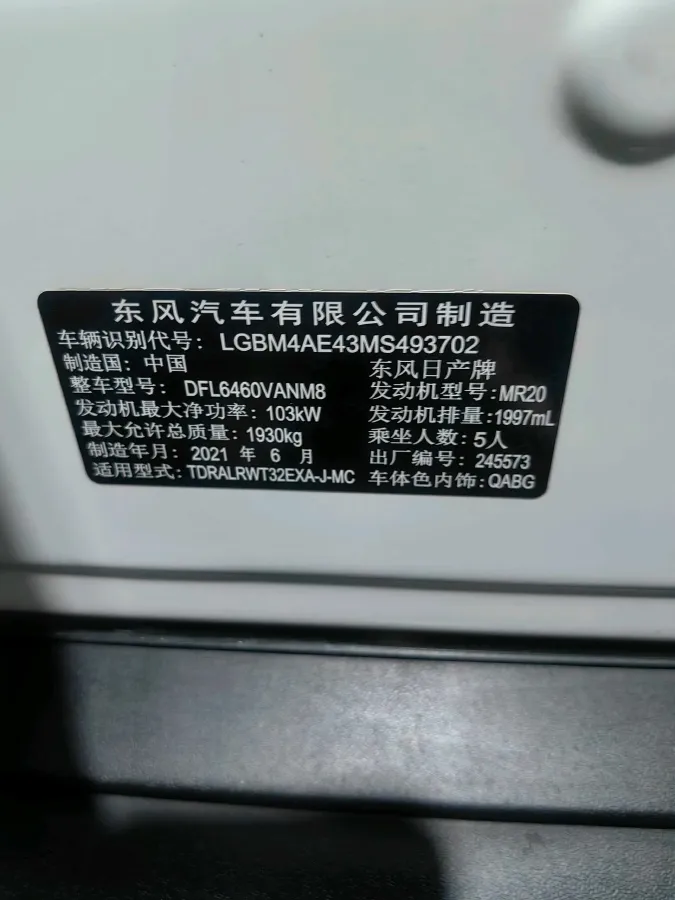 东风汽车有限公司制造
车辆识别代号: LGBM4AE43MS493702
制造国: 中国 东风日产牌
整车型号: DFL6460VANM8 发动机型号:MR20
发动机最大净功率: 103kW 发动机排量:1997mL
最大允许总质量: 1930kg 乘坐人数: 5人
制造年月: 2021 年 6 月 出厂编号: 245573
适用型式: TDRALRWT32EXA-J-MC 车体色内饰: QABG